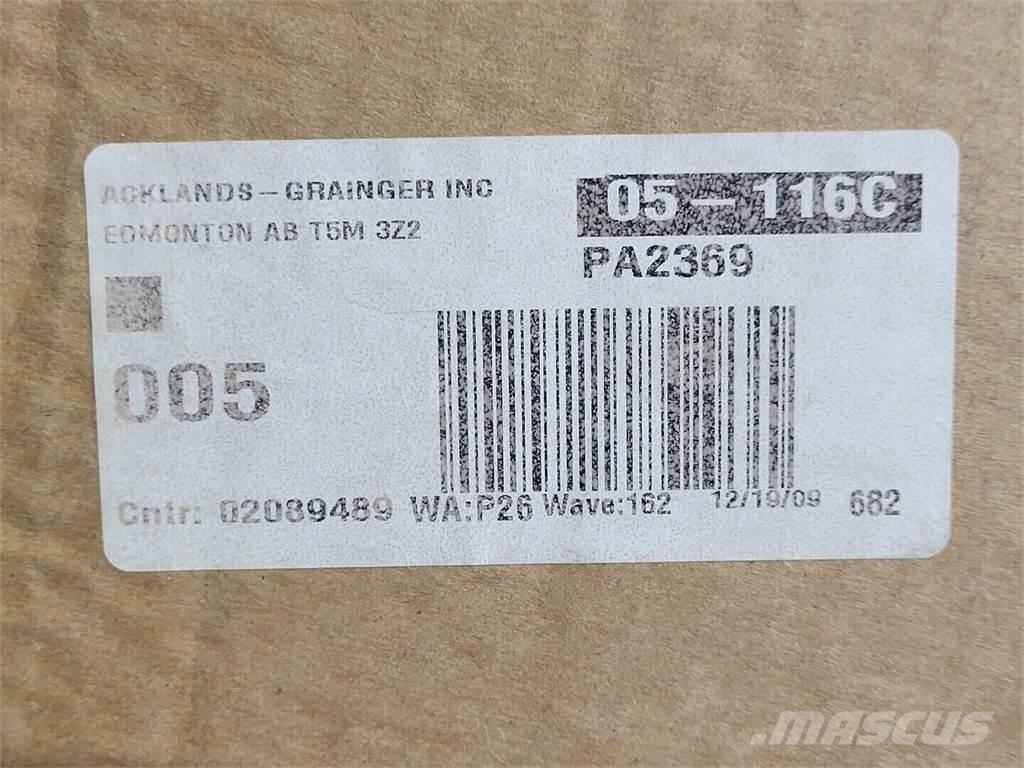 ACKLANDS-GRAINGER INC
EDMONTON AB T5M 3Z2
05-116C
PA2369
005
Cntr: 02089489 WA:P26 Wave:162 12/19/09 682
MASCUS